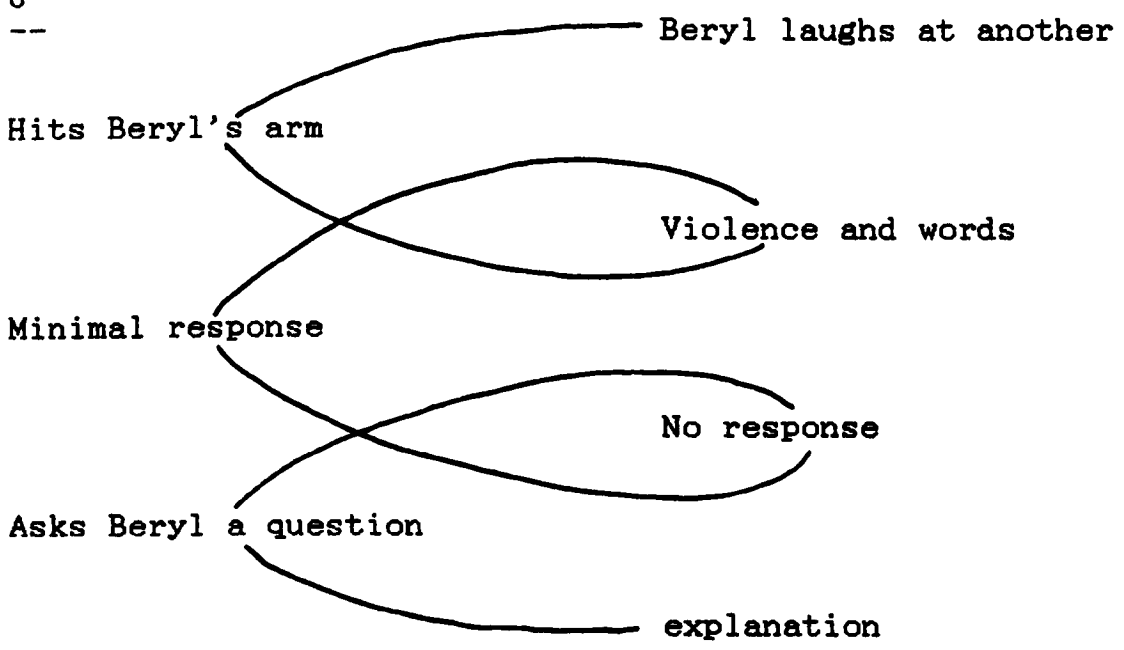 --
Beryl laughs at another
Hits Beryl's arm
Violence and words
Minimal response
No response
Asks Beryl a question
explanation